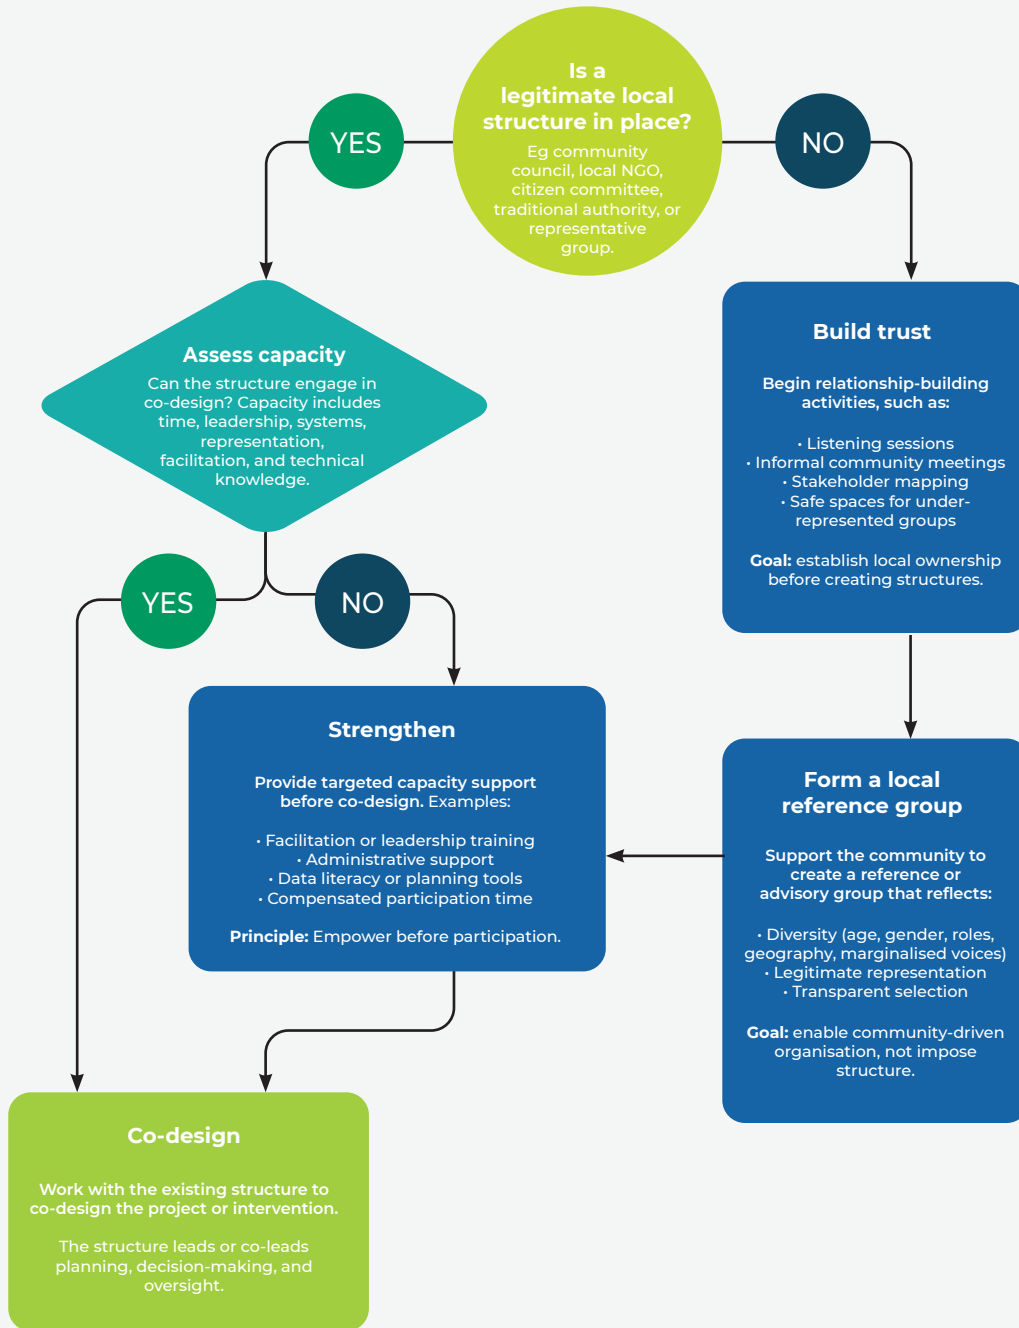 Is a
legitimate local
structure in place?
Eg community
council, local NGO,
citizen committee,
traditional authority, or
representative
group.
YES
NO
Assess capacity
Can the structure engage in
co-design? Capacity includes
time, leadership, systems,
representation,
facilitation, and technical
knowledge.
Build trust
Begin relationship-building
activities, such as:
• Listening sessions
• Informal community meetings
• Stakeholder mapping
• Safe spaces for under-
represented groups
Goal: establish local ownership
before creating structures.
YES
NO
Strengthen
Provide targeted capacity support
before co-design. Examples:
• Facilitation or leadership training
• Administrative support
• Data literacy or planning tools
• Compensated participation time
Principle: Empower before participation.
Form a local
reference group
Support the community to
create a reference or
advisory group that reflects:
• Diversity (age, gender, roles,
geography, marginalised voices)
• Legitimate representation
• Transparent selection
Goal: enable community-driven
organisation, not impose
structure.
Co-design
Work with the existing structure to
co-design the project or intervention.
The structure leads or co-leads
planning, decision-making, and
oversight.